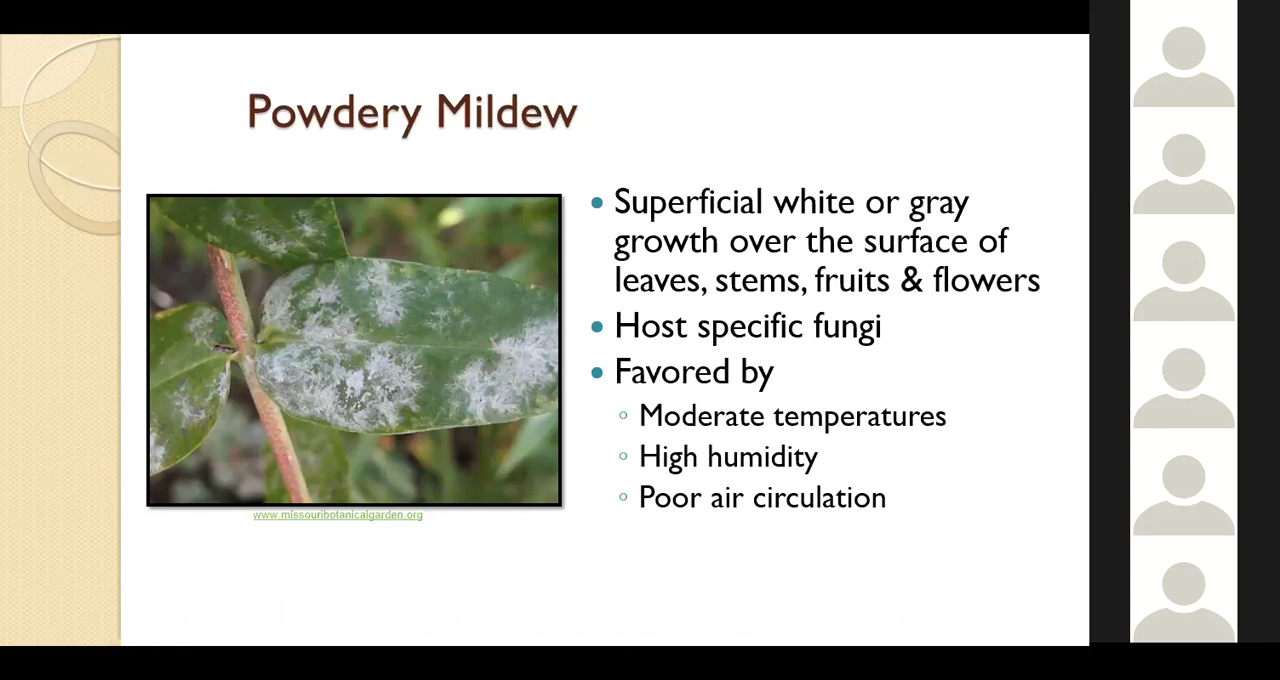 Powdery Mildew
• Superficial white or gray
growth over the surface of
leaves, stems, fruits & flowers
• Host specific fungi
• Favored by
◦ Moderate temperatures
◦ High humidity
◦ Poor air circulation
www.missouribotanicalgarden.org